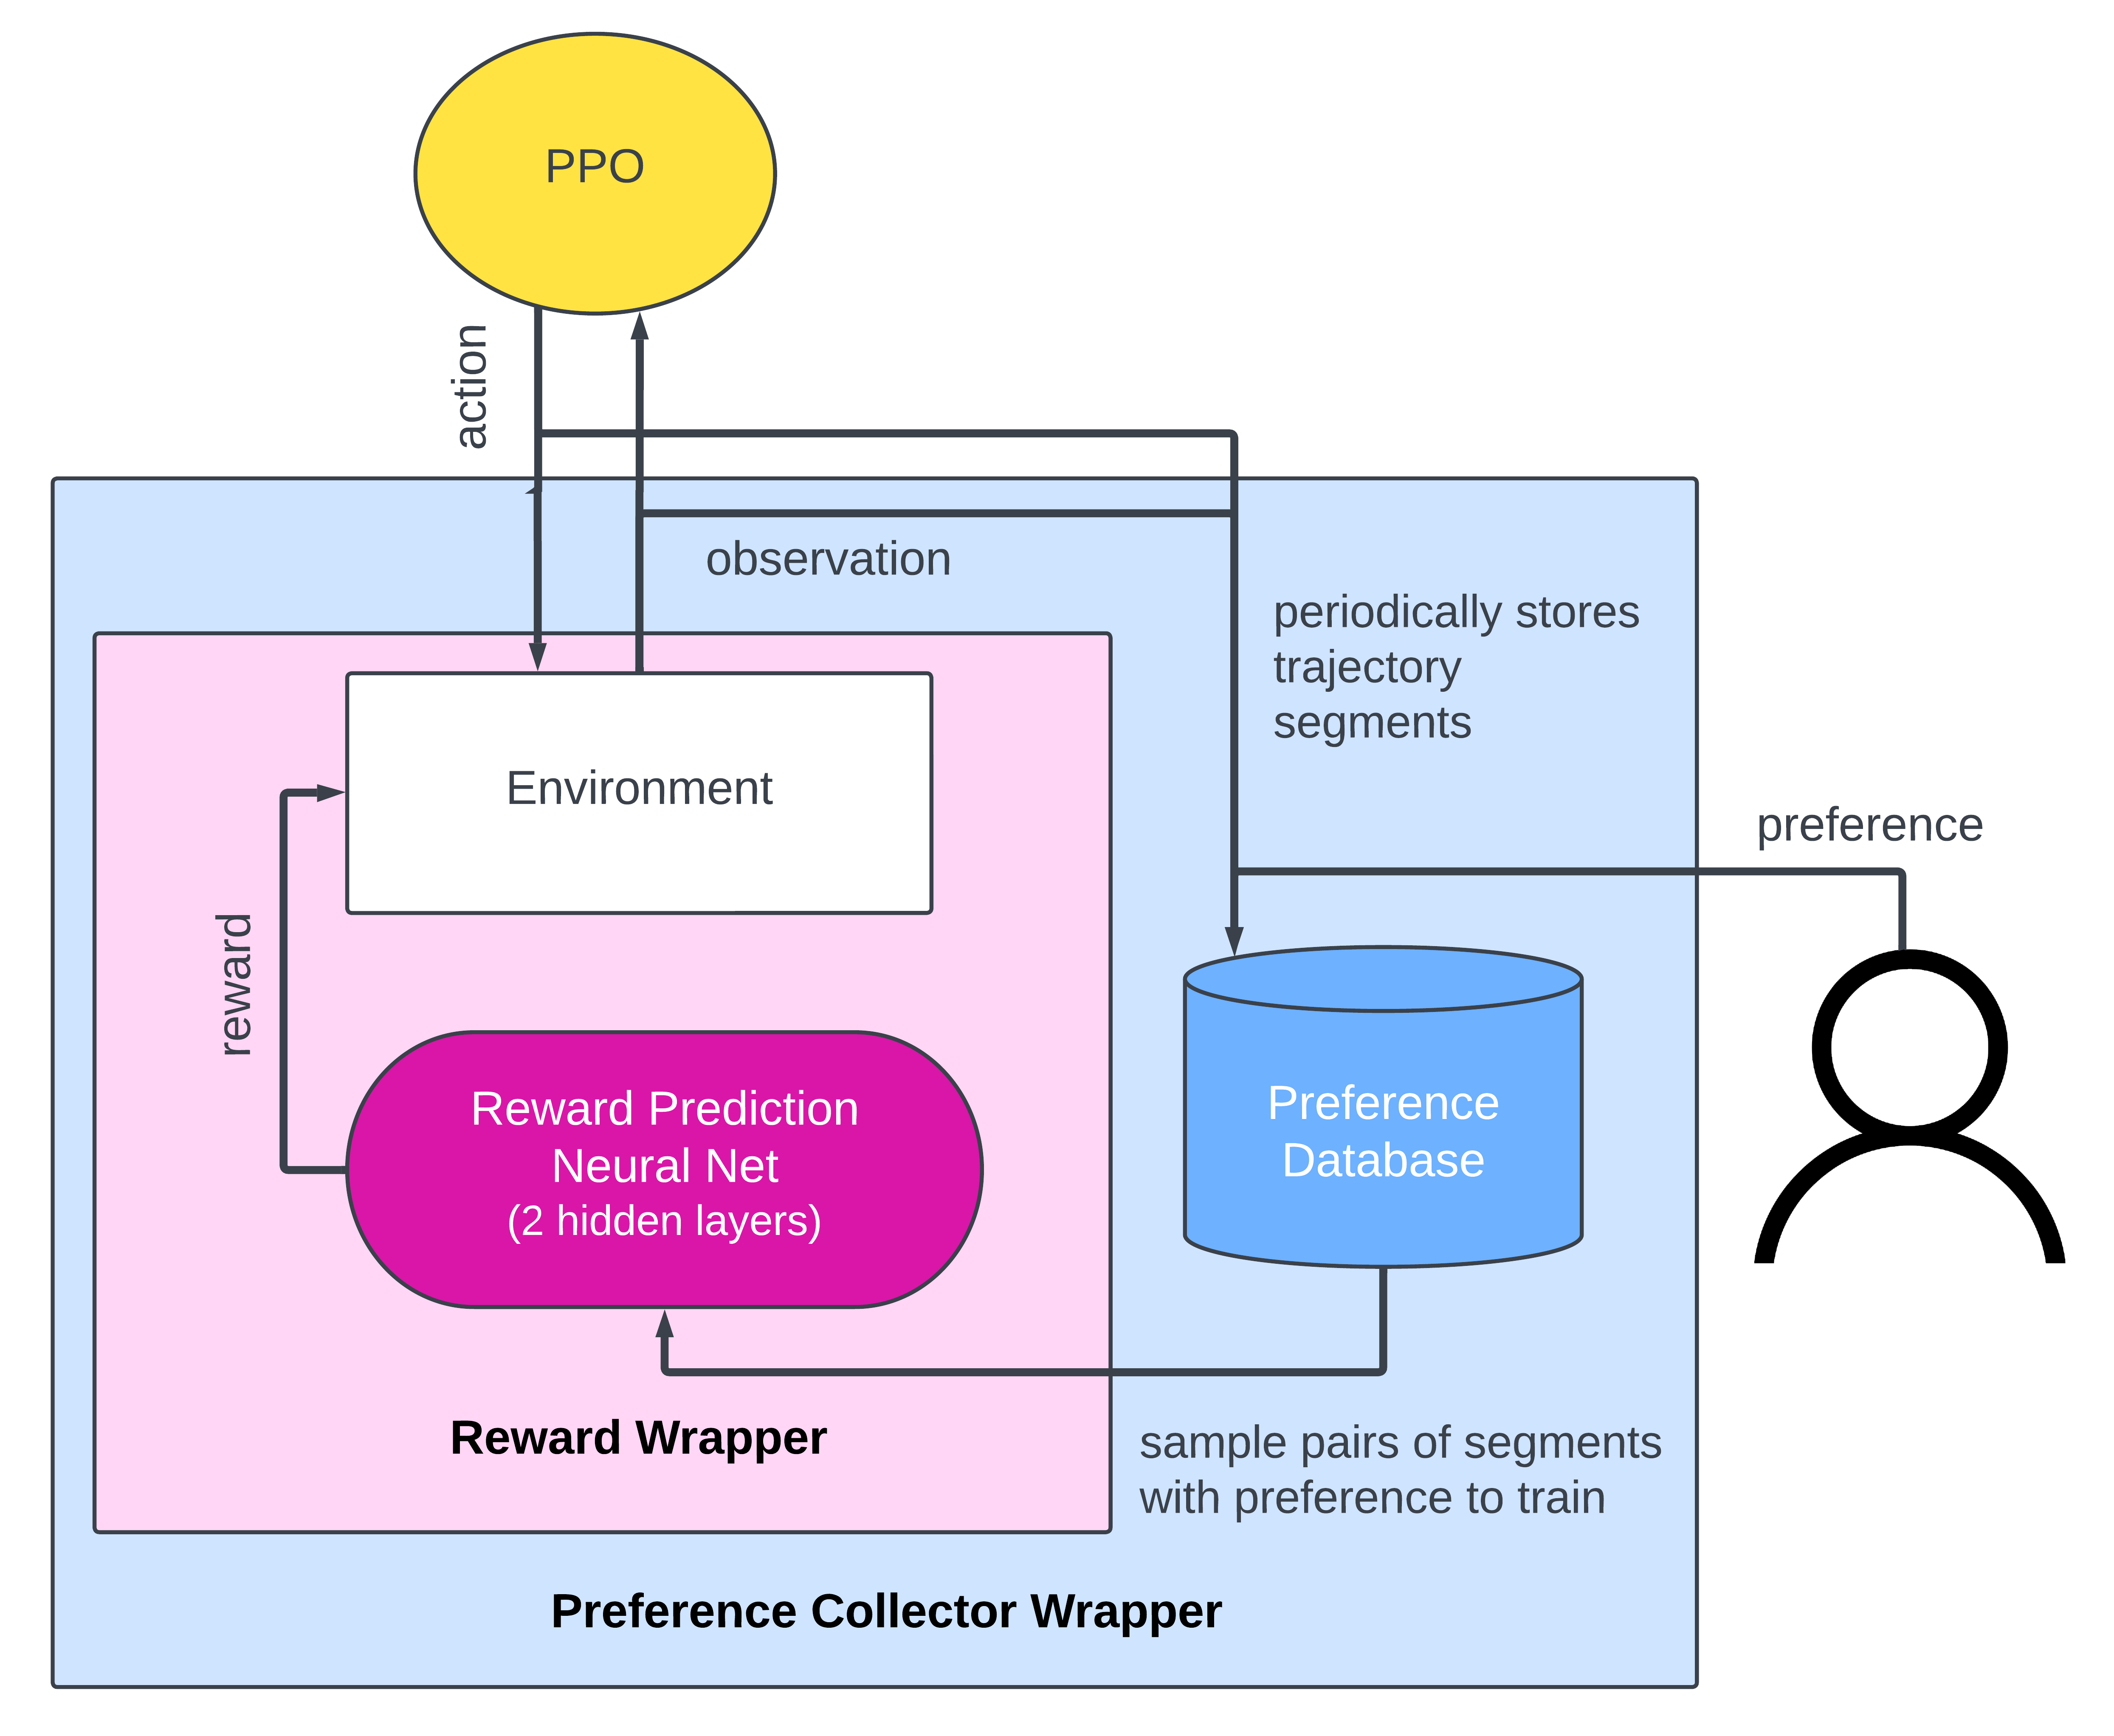 PPO
action
observation
periodically stores
trajectory
segments
Environment
preference
reward
Reward Prediction
Neural Net
(2 hidden layers)
Preference
Database
Reward Wrapper
sample pairs of segments
with preference to train
Preference Collector Wrapper